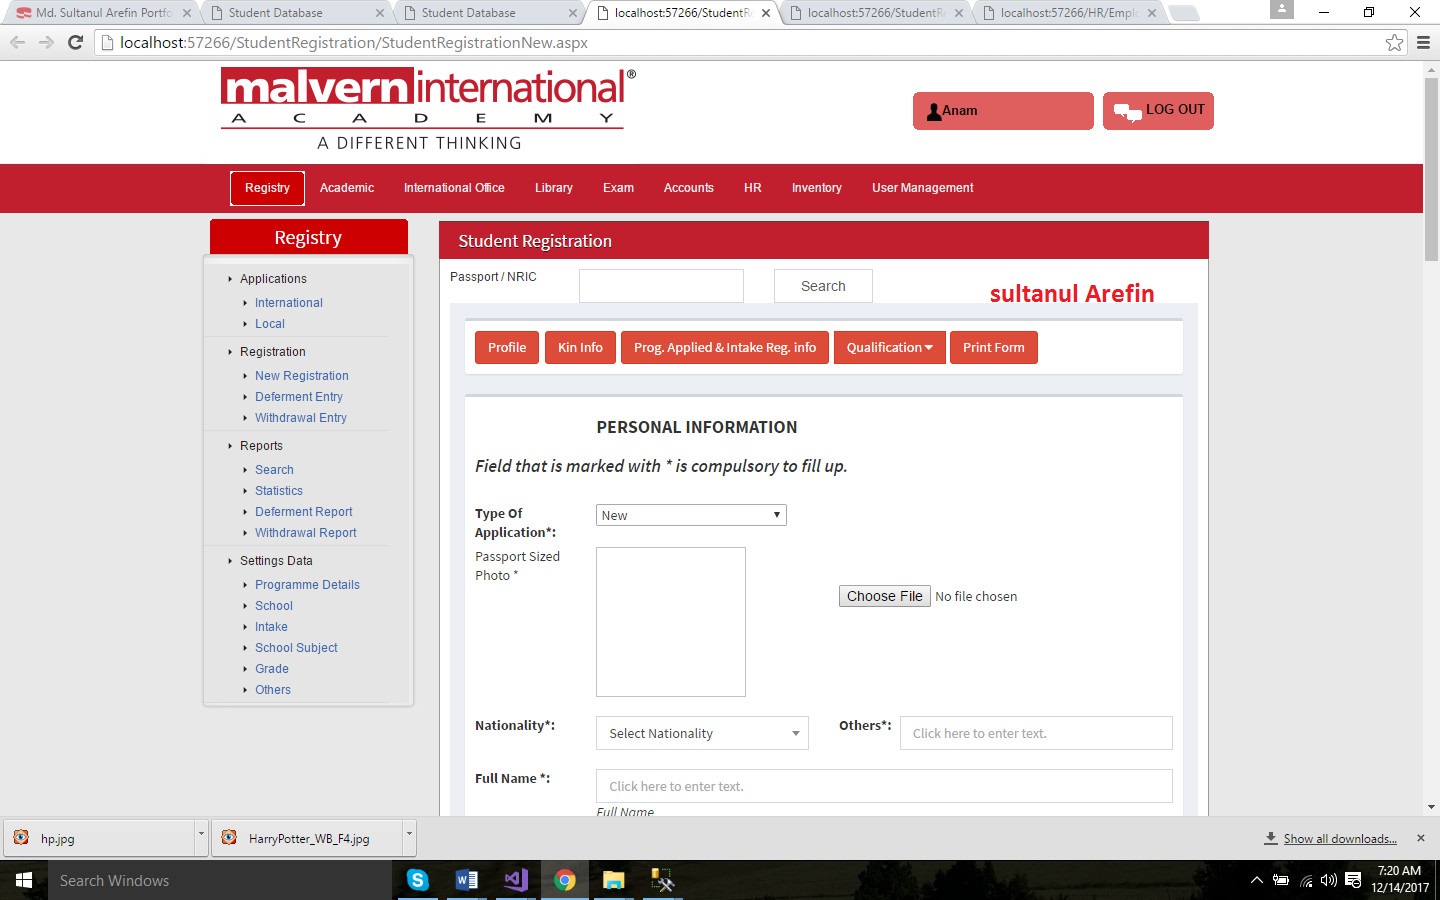 Md. Sultanul Arefin Portfo
Student Database
Student Database
localhost:57266/StudentR
localhost:57266/StudentR
localhost:57266/HR/Empl
localhost:57266/StudentRegistration/StudentRegistrationNew.aspx
malvern international®
ACADEMY
A DIFFERENT THINKING
Anam
LOG OUT
Registry
Academic
International Office
Library
Exam
Accounts
HR
Inventory
User Management
Registry
Applications
International
Local
Registration
New Registration
Deferment Entry
Withdrawal Entry
Reports
Search
Statistics
Deferment Report
Withdrawal Report
Settings Data
Programme Details
School
Intake
School Subject
Grade
Others
Student Registration
Passport / NRIC
Search
sultanul Arefin
Profile
Kin Info
Prog. Applied & Intake Reg. info
Qualification
Print Form
PERSONAL INFORMATION
Field that is marked with * is compulsory to fill up.
Type Of
Application*:
New
Passport Sized
Photo *
Choose File No file chosen
Nationality*:
Select Nationality
Others*:
Click here to enter text.
Full Name *:
Click here to enter text.
Full Name
hp.jpg
HarryPotter_WB_F4.jpg
Show all downloads...
Search Windows
7:20 AM
12/14/2017